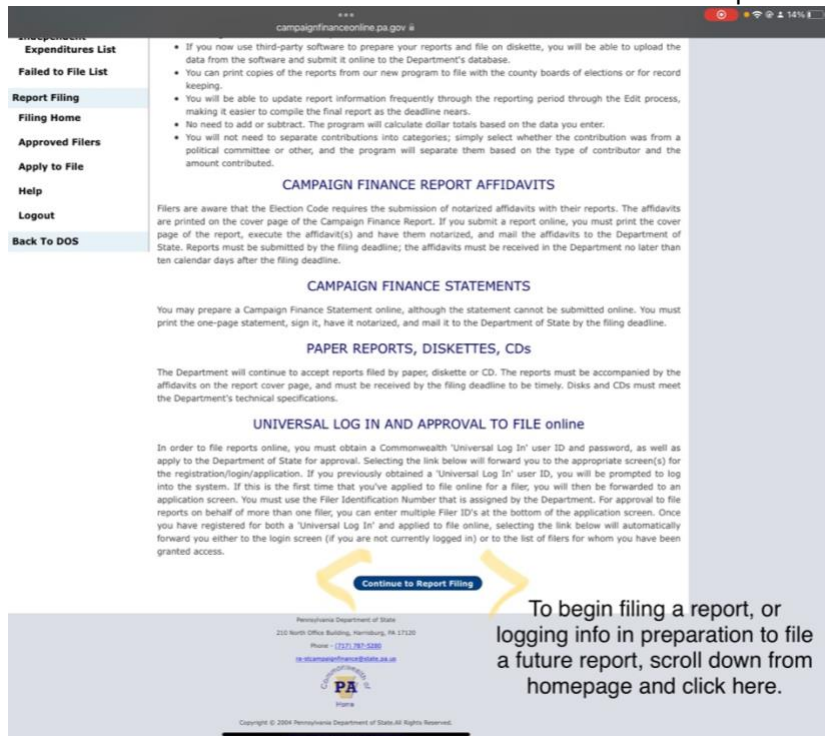 campaignfinanceonline.pa.gov
14%
Independent
Expenditures List
Failed to File List
Report Filing
Filing Home
Approved Filers
Apply to File
Help
Logout
Back To DOS
• If you now use third-party software to prepare your reports and file on diskette, you will be able to upload the
data from the software and submit it online to the Department's database.
• You can print copies of the reports from our new program to file with the county boards of elections or for record
keeping.
• You will be able to update report information frequently through the reporting period through the Edit process,
making it easier to compile the final report as the deadline nears.
• No need to add or subtract. The program will calculate dollar totals based on the data you enter.
• You will not need to separate contributions into categories; simply select whether the contribution was from a
political committee or other, and the program will separate them based on the type of contributor and the
amount contributed.
CAMPAIGN FINANCE REPORT AFFIDAVITS
Filers are aware that the Election Code requires the submission of notarized affidavits with their reports. The affidavits
are printed on the cover page of the Campaign Finance Report. If you submit a report online, you must print the cover
page of the report, execute the affidavit(s) and have them notarized, and mail the affidavits to the Department of
State. Reports must be submitted by the filing deadline; the affidavits must be received in the Department no later than
ten calendar days after the filing deadline.
CAMPAIGN FINANCE STATEMENTS
You may prepare a Campaign Finance Statement online, although the statement cannot be submitted online. You must
print the one-page statement, sign it, have it notarized, and mail it to the Department of State by the filing deadline.
PAPER REPORTS, DISKETTES, CDs
The Department will continue to accept reports filed by paper, diskette or CD. The reports must be accompanied by the
affidavits on the report cover page, and must be received by the filing deadline to be timely. Disks and CDs must meet
the Department's technical specifications.
UNIVERSAL LOG IN AND APPROVAL TO FILE online
In order to file reports online, you must obtain a Commonwealth 'Universal Log In' user ID and password, as well as
apply to the Department of State for approval. Selecting the link below will forward you to the appropriate screen(s) for
the registration/login/application. If you previously obtained a 'Universal Log In' user ID, you will be prompted to log
into the system. If this is the first time that you've applied to file online for a filer, you will then be forwarded to an
application screen. You must use the Filer Identification Number that is assigned by the Department. For approval to file
reports on behalf of more than one filer, you can enter multiple Filer ID's at the bottom of the application screen. Once
you have registered for both a 'Universal Log In' and applied to file online, selecting the link below will automatically
forward you either to the login screen (if you are not currently logged in) or to the list of filers for whom you have been
granted access.
Continue to Report Filing
Pennsylvania Department of State
210 North Office Building, Harrisburg, PA 17120
Phone - (717) 787-5280
ra-stcampaignfinance@state.pa.us
Commonwealth of
PA
Home
Copyright © 2004 Pennsylvania Department of State.All Rights Reserved.
To begin filing a report, or
logging info in preparation to file
a future report, scroll down from
homepage and click here.